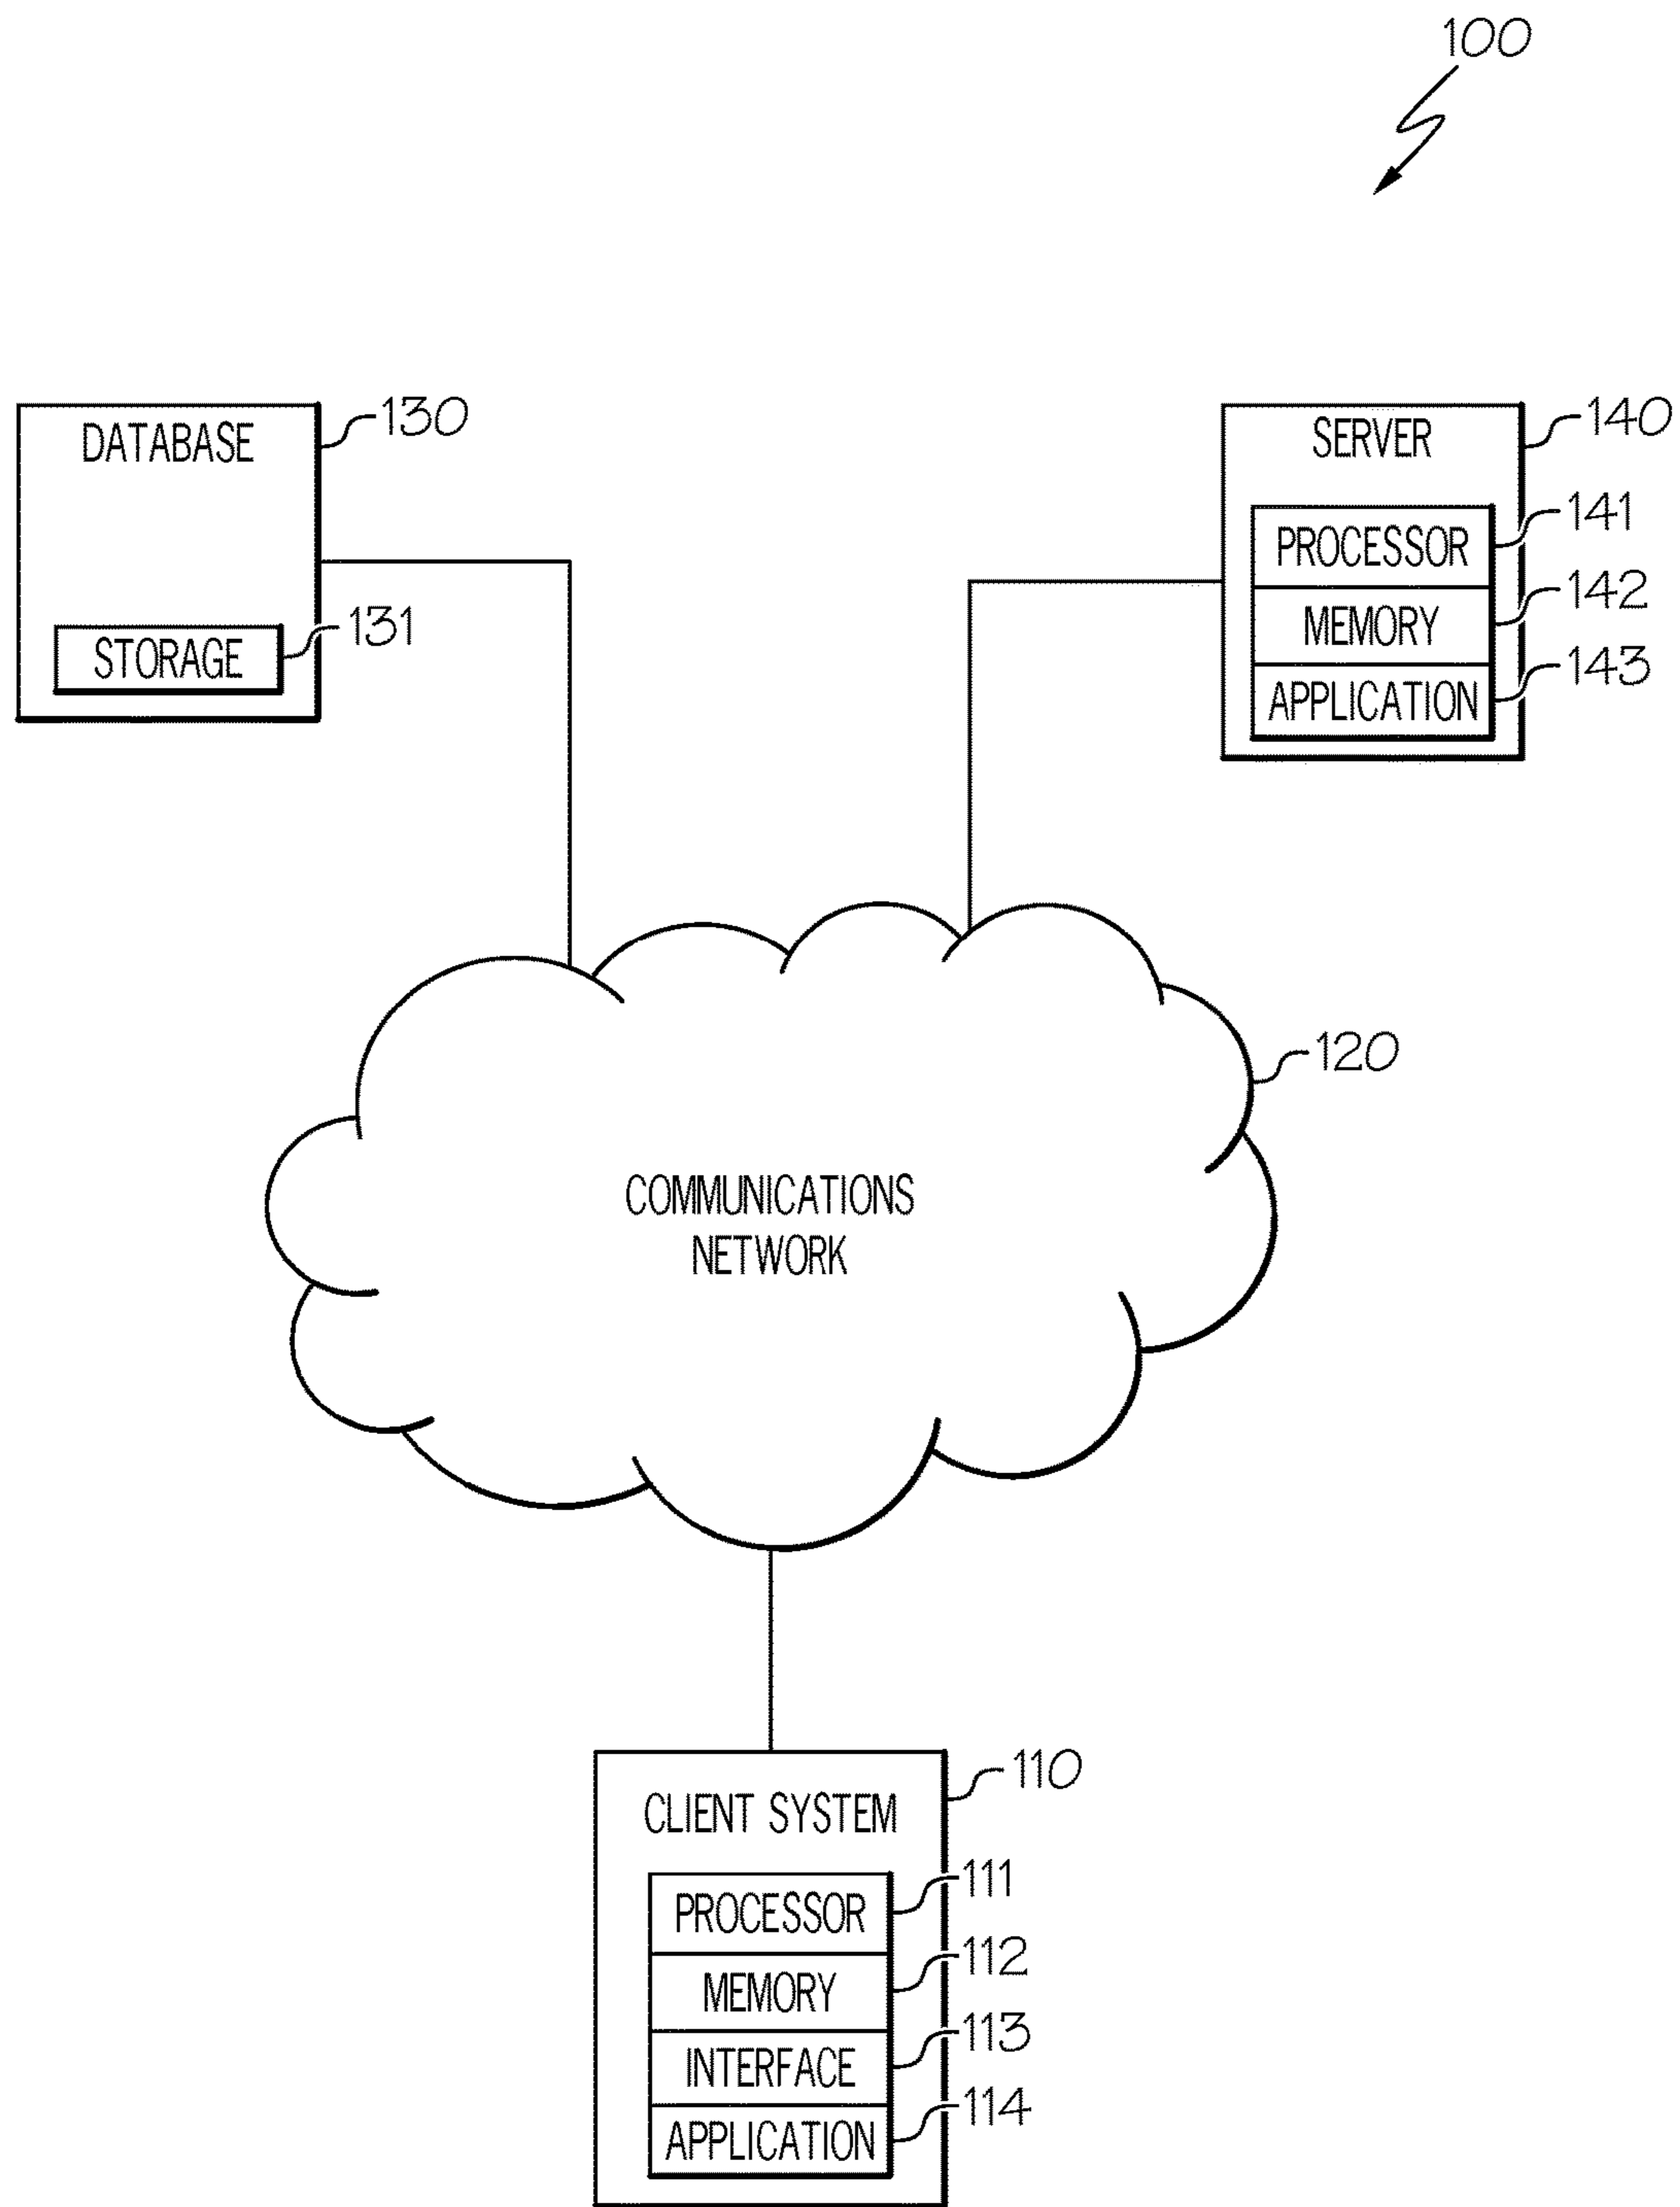 100
DATABASE
130
STORAGE
131
SERVER
140
PROCESSOR
141
MEMORY
142
APPLICATION
143
120
COMMUNICATIONS
NETWORK
CLIENT SYSTEM
110
PROCESSOR
111
MEMORY
112
INTERFACE
113
APPLICATION
114